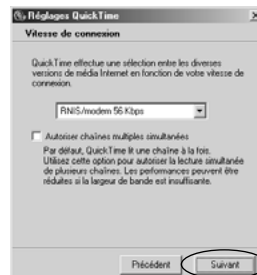 Réglages QuickTime
Vitesse de connexion
QuickTime effectue une sélection entre les diverses
versions de média Internet en fonction de votre vitesse de
connexion.
RNIS/modem 56 Kbps
Autoriser chaînes multiples simultanées
Par défaut, QuickTime lit une chaîne à la fois.
Utilisez cette option pour autoriser la lecture simultanée
de plusieurs chaînes. Les performances peuvent être
réduites si la largeur de bande est insuffisante.
Précédent
Suivant